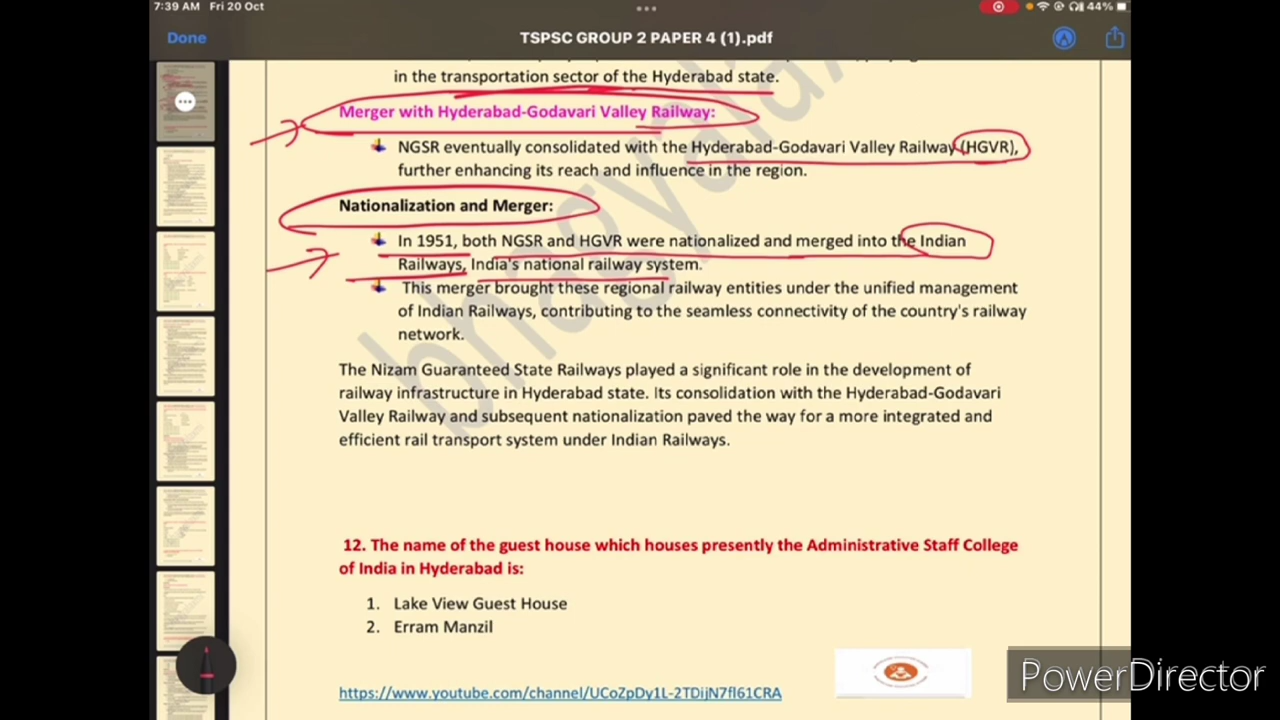 7:39 AM Fri 20 Oct
44%
Done
TSPSC GROUP 2 PAPER 4 (1).pdf
in the transportation sector of the Hyderabad state.
Merger with Hyderabad-Godavari Valley Railway:
NGSR eventually consolidated with the Hyderabad-Godavari Valley Railway (HGVR),
further enhancing its reach and influence in the region.
Nationalization and Merger:
In 1951, both NGSR and HGVR were nationalized and merged into the Indian
Railways, India's national railway system.
This merger brought these regional railway entities under the unified management
of Indian Railways, contributing to the seamless connectivity of the country's railway
network.
The Nizam Guaranteed State Railways played a significant role in the development of
railway infrastructure in Hyderabad state. Its consolidation with the Hyderabad-Godavari
Valley Railway and subsequent nationalization paved the way for a more integrated and
efficient rail transport system under Indian Railways.
12. The name of the guest house which houses presently the Administrative Staff College
of India in Hyderabad is:
1. Lake View Guest House
2. Erram Manzil
https://www.youtube.com/channel/UCoZpDy1L-2TDijN7fl61CRA
PowerDirector